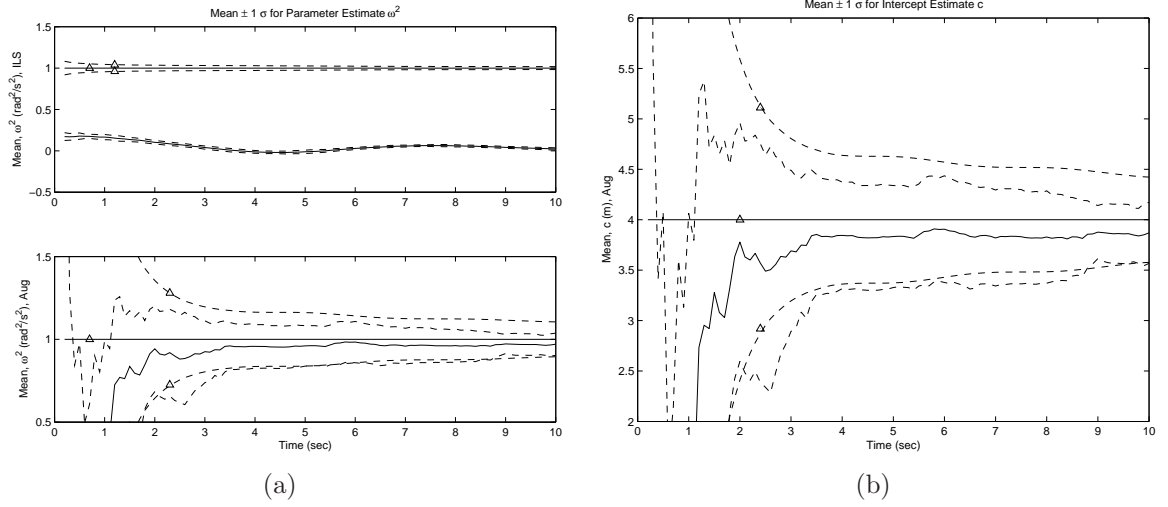 Mean ± 1 σ for Parameter Estimate ω²
1.5
1
0.5
0
−0.5
Mean, ω² (rad²/s²), ILS
0 1 2 3 4 5 6 7 8 9 10
1.5
1
0.5
Mean, ω² (rad²/s²), Aug
0 1 2 3 4 5 6 7 8 9 10
Time (sec)
(a)
Mean ± 1 σ for Intercept Estimate c
6
5.5
5
4.5
4
3.5
3
2.5
2
Mean, c (m), Aug
0 1 2 3 4 5 6 7 8 9 10
Time (sec)
(b)